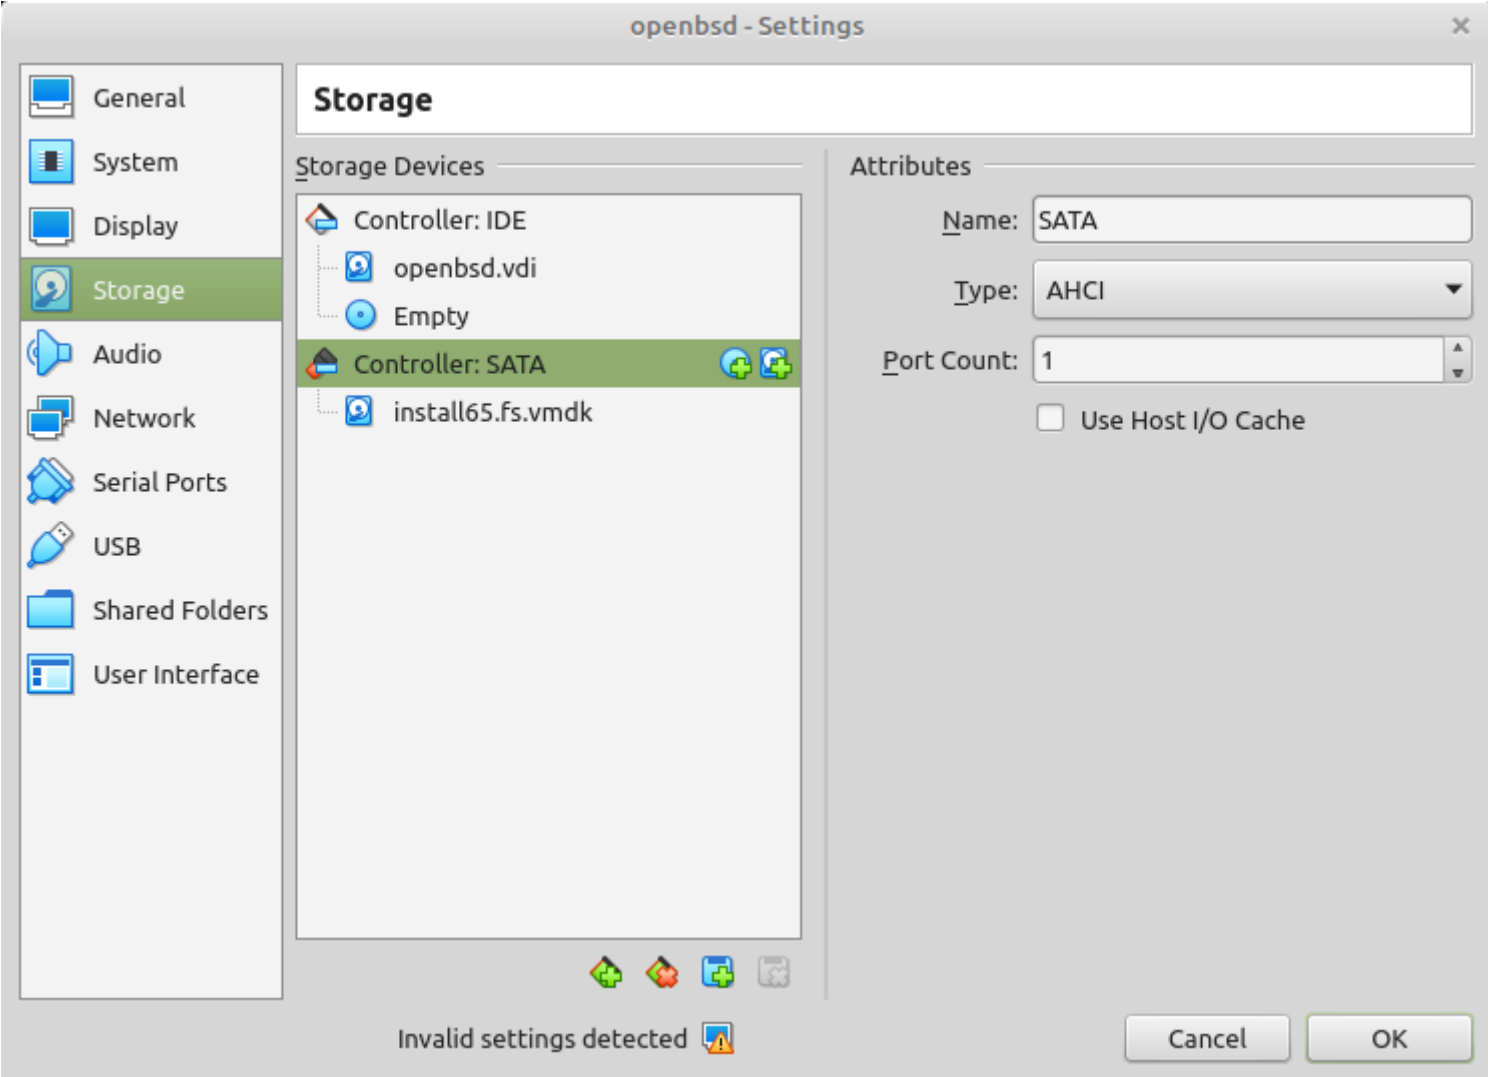 openbsd - Settings
General
System
Display
Storage
Audio
Network
Serial Ports
USB
Shared Folders
User Interface
Storage
Storage Devices
Controller: IDE
openbsd.vdi
Empty
Controller: SATA
install65.fs.vmdk
Attributes
Name: SATA
Type: AHCI
Port Count: 1
Use Host I/O Cache
Invalid settings detected
Cancel
OK